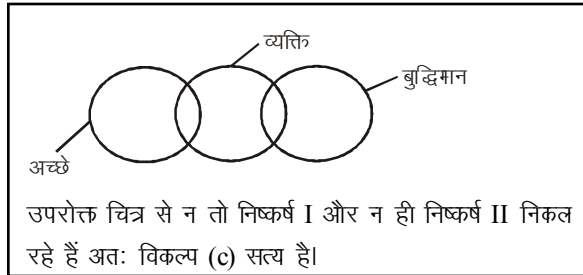 व्यक्ति
बुद्धिमान
अच्छे
उपरोक्त चित्र से न तो निष्कर्ष I और न ही निष्कर्ष II निकल
रहे हैं अतः विकल्प (c) सत्य है।